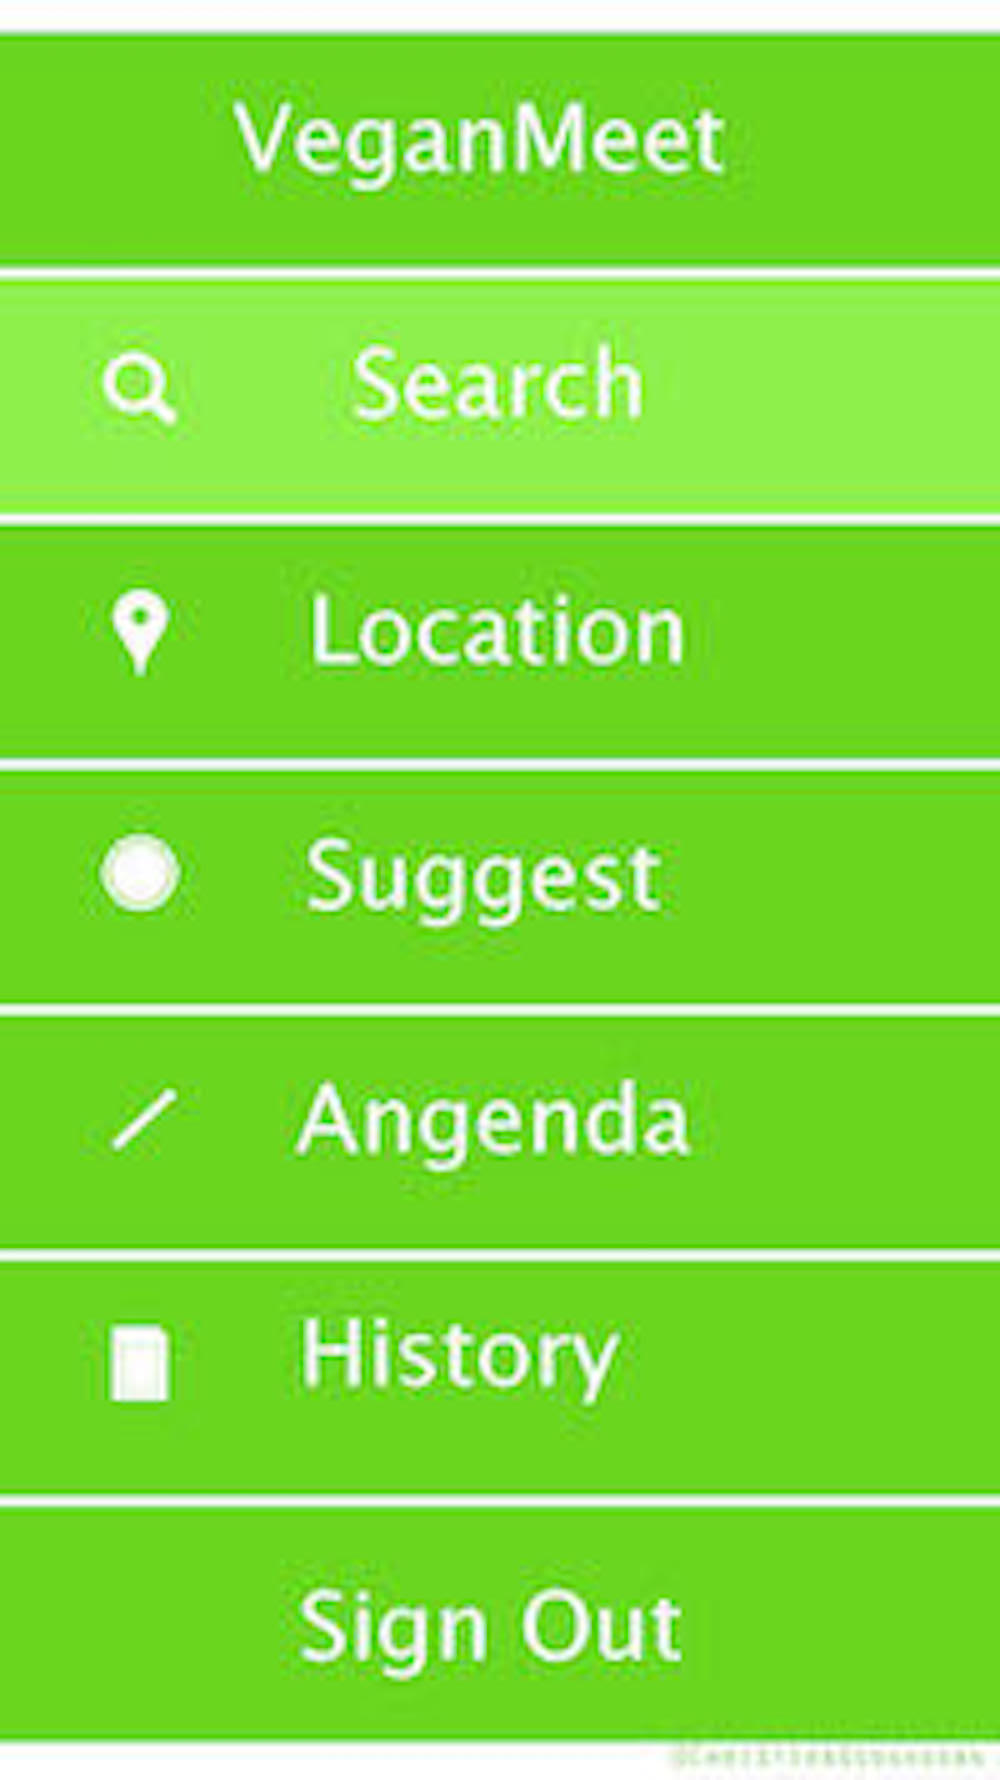 VeganMeet
Search
Location
Suggest
Angenda
History
Sign Out